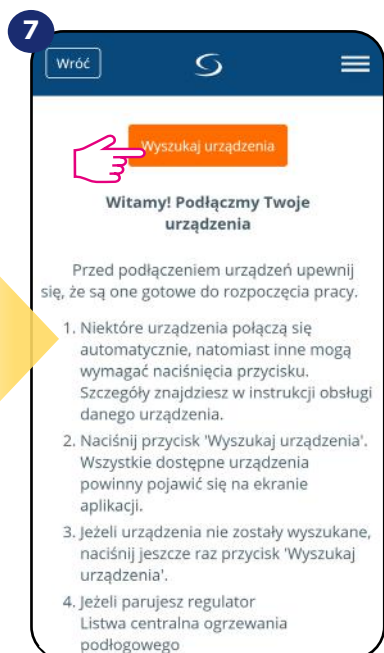 7
Wróć
Wyszukaj urządzenia
Witamy! Podłączmy Twoje
urządzenia
Przed podłączeniem urządzeń upewnij
się, że są one gotowe do rozpoczęcia pracy.
1. Niektóre urządzenia połączą się
automatycznie, natomiast inne mogą
wymagać naciśnięcia przycisku.
Szczegóły znajdziesz w instrukcji obsługi
danego urządzenia.
2. Naciśnij przycisk 'Wyszukaj urządzenia'.
Wszystkie dostępne urządzenia
powinny pojawić się na ekranie
aplikacji.
3. Jeżeli urządzenia nie zostały wyszukane,
naciśnij jeszcze raz przycisk 'Wyszukaj
urządzenia'.
4. Jeżeli parujesz regulator
Listwa centralna ogrzewania
podłogowego